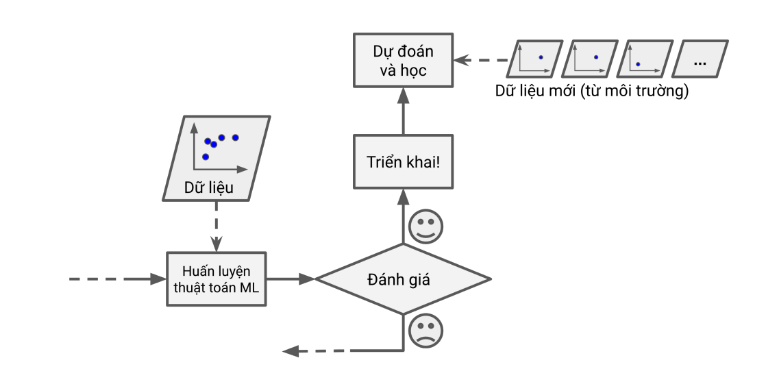 Dự đoán
và học
...
Dữ liệu mới (từ môi trường)
Triển khai!
Dữ liệu
Huấn luyện
thuật toán ML
Đánh giá